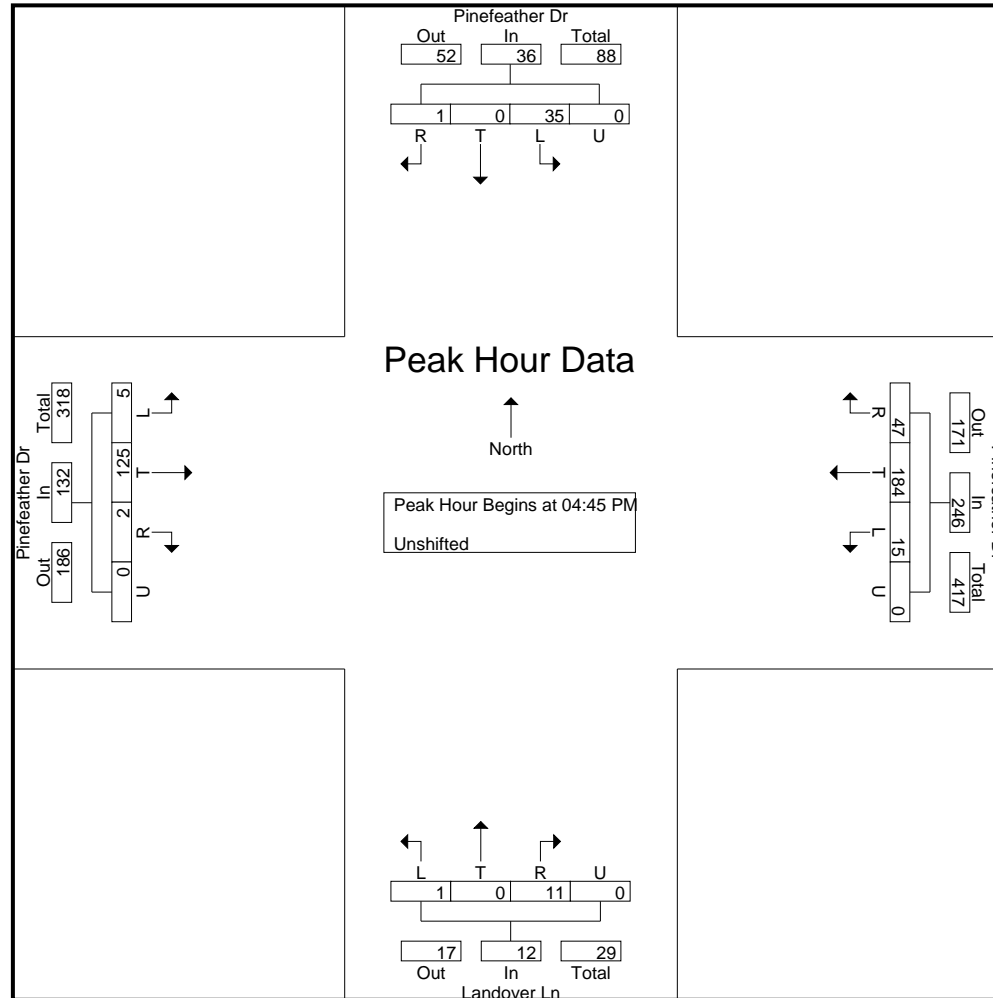 Pinefeather Dr
Out In Total
52 36 88
1 0 35 0
R T L U
Peak Hour Data
North
Peak Hour Begins at 04:45 PM
Unshifted
Pinefeather Dr
Total In Out
318 132 186
5 125 2 0
L T R U
Out In Total
171 246 417
47 184 15 0
R T L U
L T R U
1 0 11 0
17 12 29
Out In Total
Landover Ln